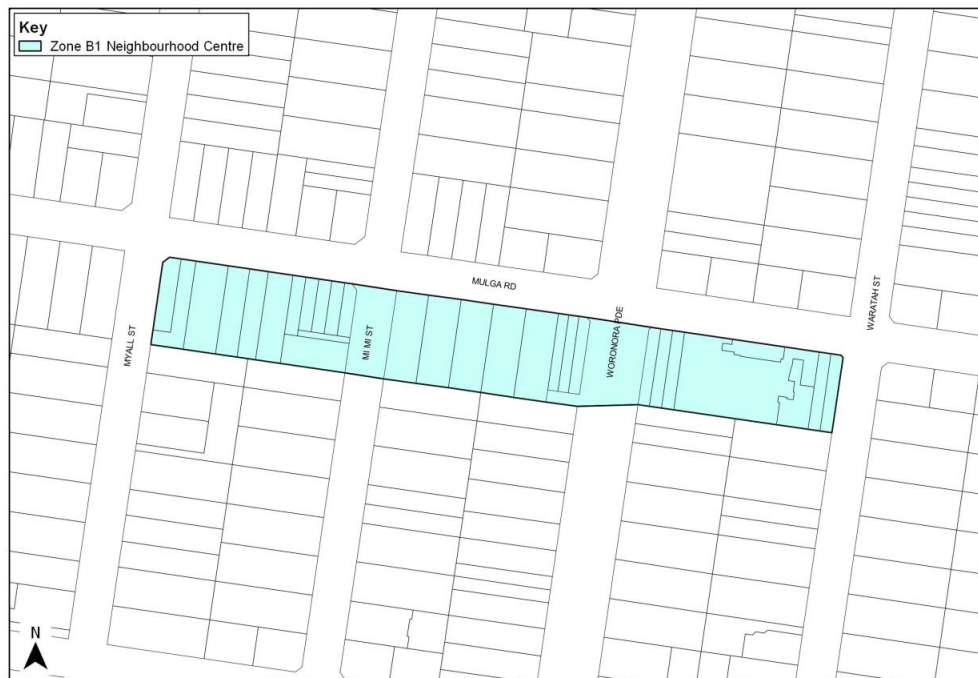 Key
Zone B1 Neighbourhood Centre
MULGA RD
WORONORA PDE
WARATAH ST
MYALL ST
MI MI ST
N